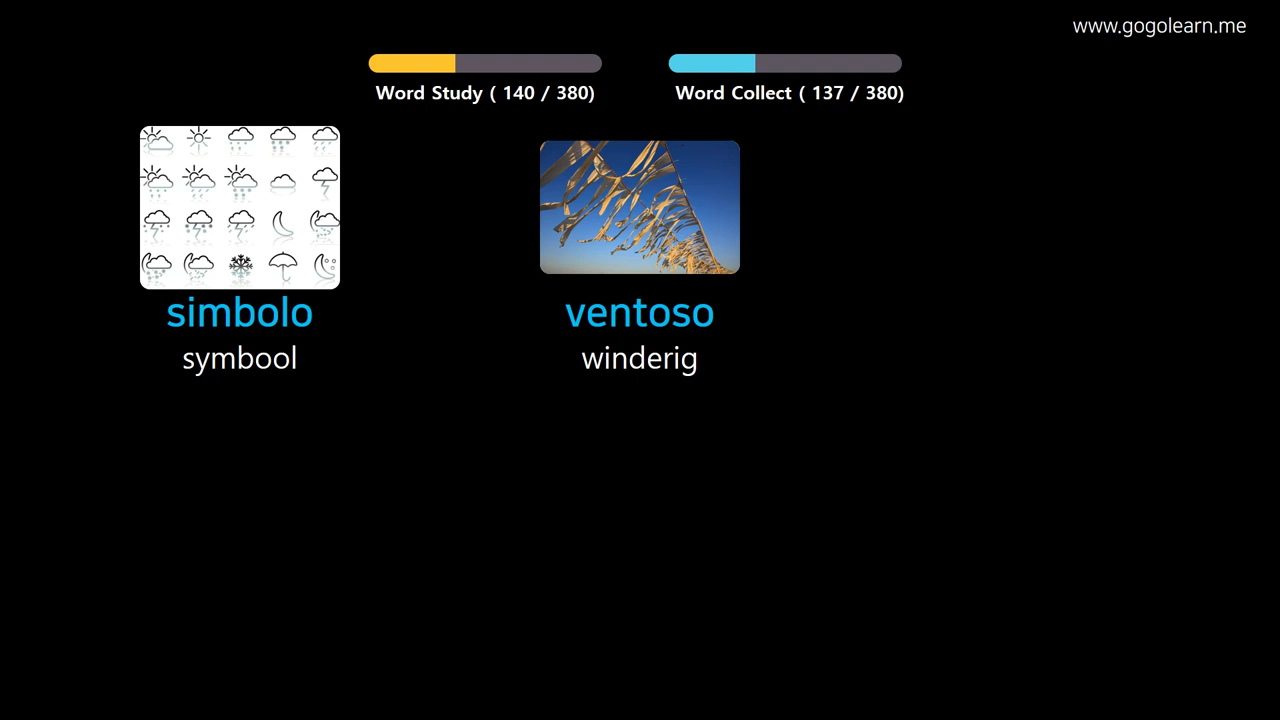 www.gogolearn.me
Word Study ( 140 / 380)
Word Collect ( 137 / 380)
simbolo
symbool
ventoso
winderig